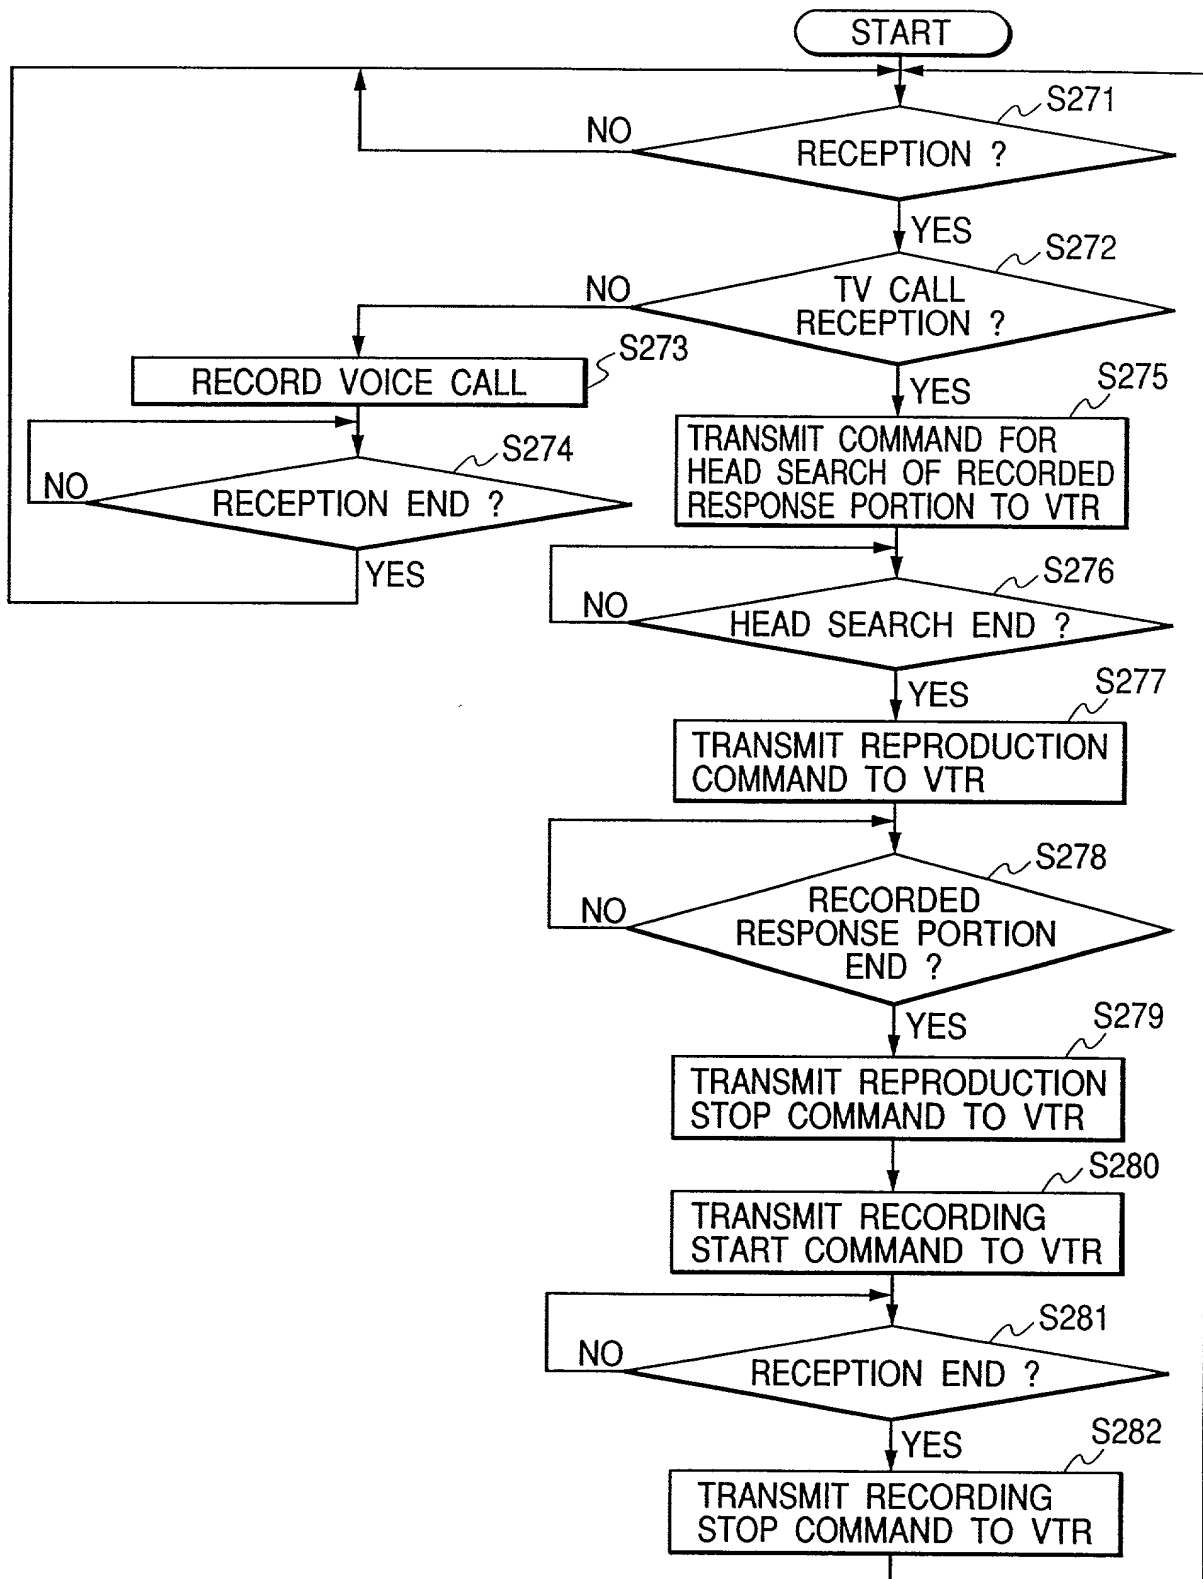 START
S271
NO
RECEPTION ?
YES
S272
NO
TV CALL
RECEPTION ?
S273
RECORD VOICE CALL
YES
S275
S274
NO
RECEPTION END ?
YES
TRANSMIT COMMAND FOR
HEAD SEARCH OF RECORDED
RESPONSE PORTION TO VTR
S276
NO
HEAD SEARCH END ?
YES
S277
TRANSMIT REPRODUCTION
COMMAND TO VTR
S278
NO
RECORDED
RESPONSE PORTION
END ?
YES
S279
TRANSMIT REPRODUCTION
STOP COMMAND TO VTR
S280
TRANSMIT RECORDING
START COMMAND TO VTR
S281
NO
RECEPTION END ?
YES
S282
TRANSMIT RECORDING
STOP COMMAND TO VTR